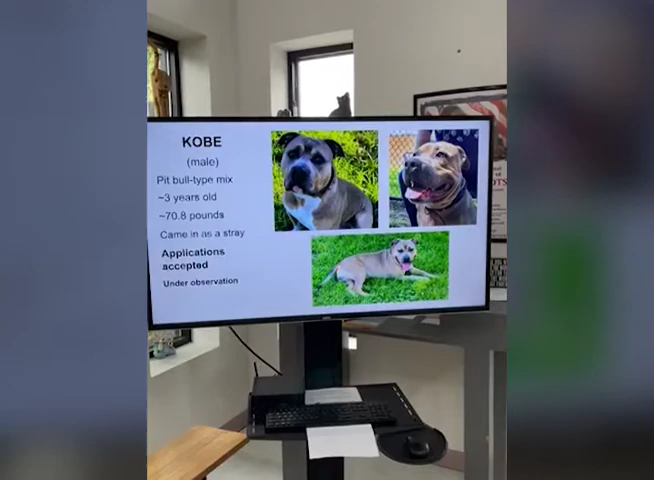 KOBE
(male)
Pit bull-type mix
~3 years old
~70.8 pounds
Came in as a stray
Applications
accepted
Under observation